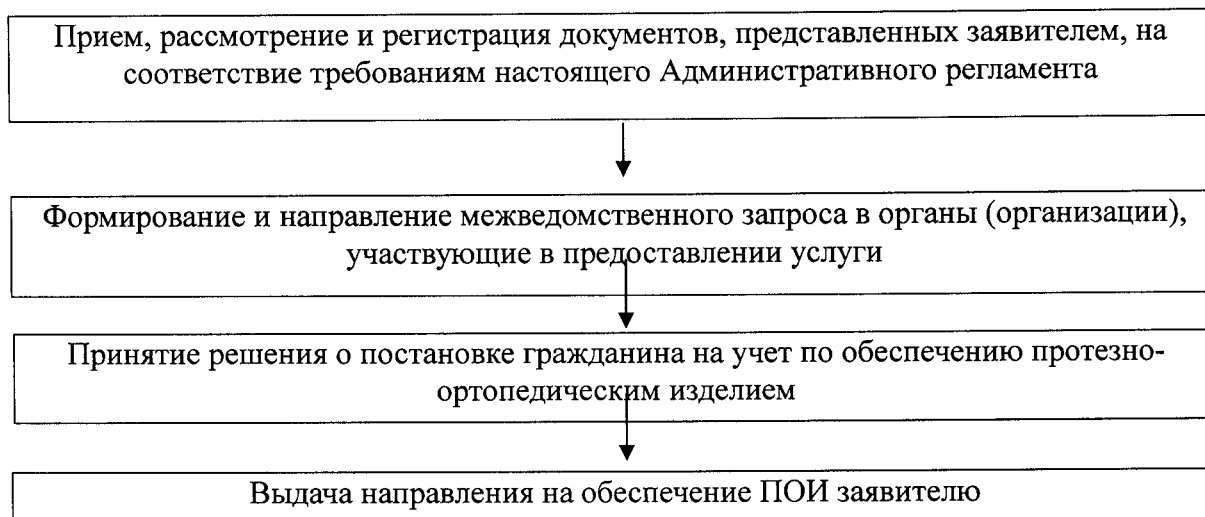 Прием, рассмотрение и регистрация документов, представленных заявителем, на
соответствие требованиям настоящего Административного регламента
Формирование и направление межведомственного запроса в органы (организации),
участвующие в предоставлении услуги
Принятие решения о постановке гражданина на учет по обеспечению протезно-
ортопедическим изделием
Выдача направления на обеспечение ПОИ заявителю